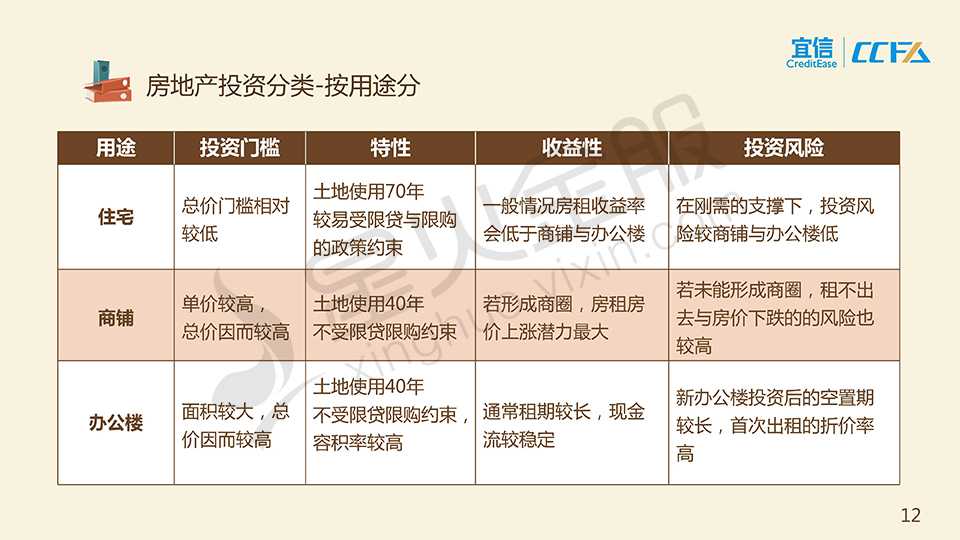 宜信
CreditEase
CCFA
房地产投资分类-按用途分
用途 投资门槛 特性 收益性 投资风险
住宅
总价门槛相对
较低
土地使用70年
较易受限贷与限购
的政策约束
一般情况房租收益率
会低于商铺与办公楼
在刚需的支撑下，投资风
险较商铺与办公楼低
商铺
单价较高，
总价因而较高
土地使用40年
不受限贷限购约束
若形成商圈，房租房
价上涨潜力最大
若未能形成商圈，租不出
去与房价下跌的的风险也
较高
办公楼
面积较大，总
价因而较高
土地使用40年
不受限贷限购约束，
容积率较高
通常租期较长，现金
流较稳定
新办公楼投资后的空置期
较长，首次出租的折价率
高
星火金服
xinghuo.yixin.com
12